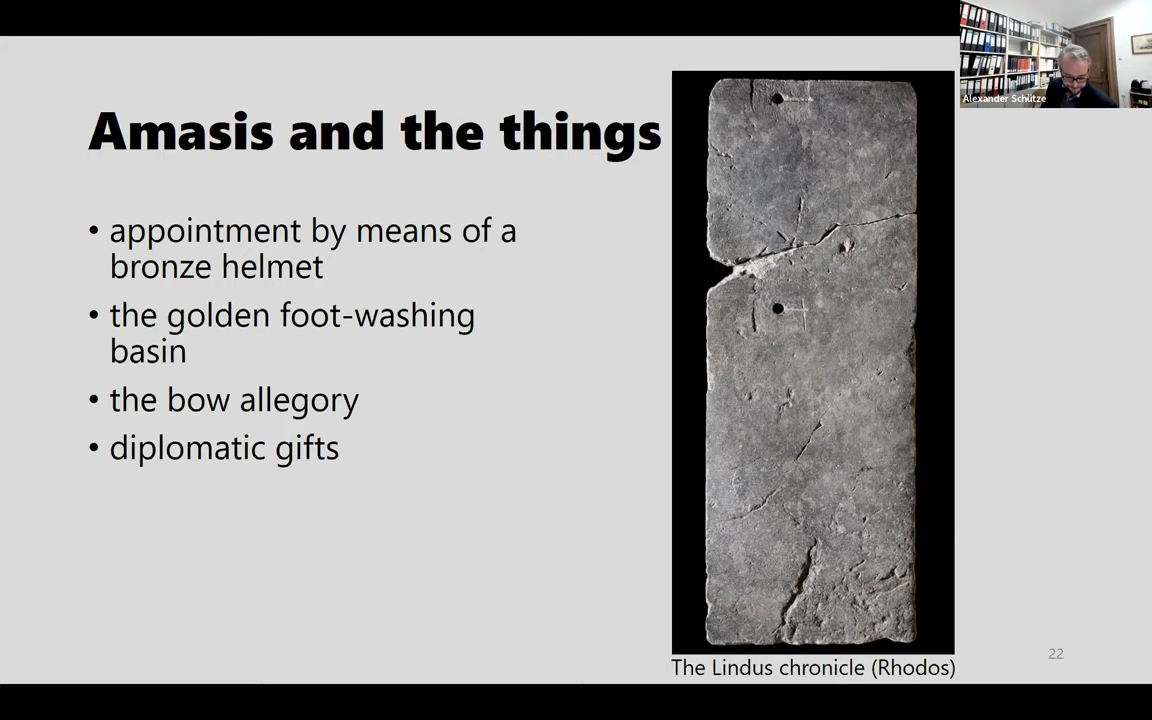 Amasis and the things
• appointment by means of a
bronze helmet
• the golden foot-washing
basin
• the bow allegory
• diplomatic gifts
The Lindus chronicle (Rhodos)
22
Alexander Schütze